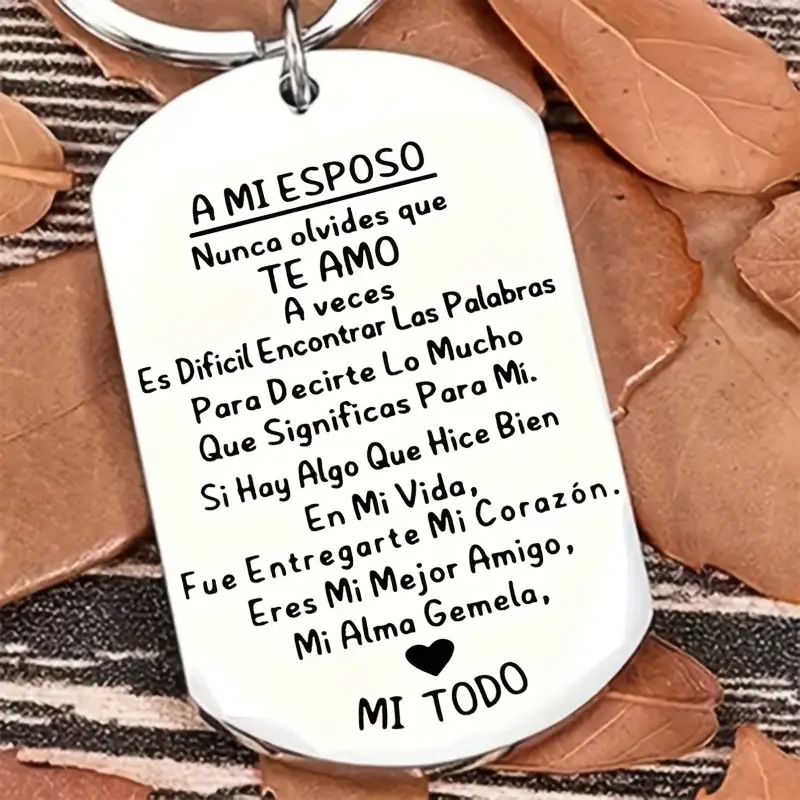 A MI ESPOSO
Nunca olvides que
TE AMO
A veces
Es Dificil Encontrar Las Palabras
Para Decirte Lo Mucho
Que Significas Para Mí.
Si Hay Algo Que Hice Bien
En Mi Vida,
Fue Entregarte Mi Corazón.
Eres Mi Mejor Amigo,
Mi Alma Gemela,
MI TODO